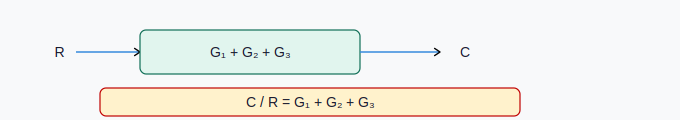 R G₁ + G₂ + G₃ C
C / R = G₁ + G₂ + G₃